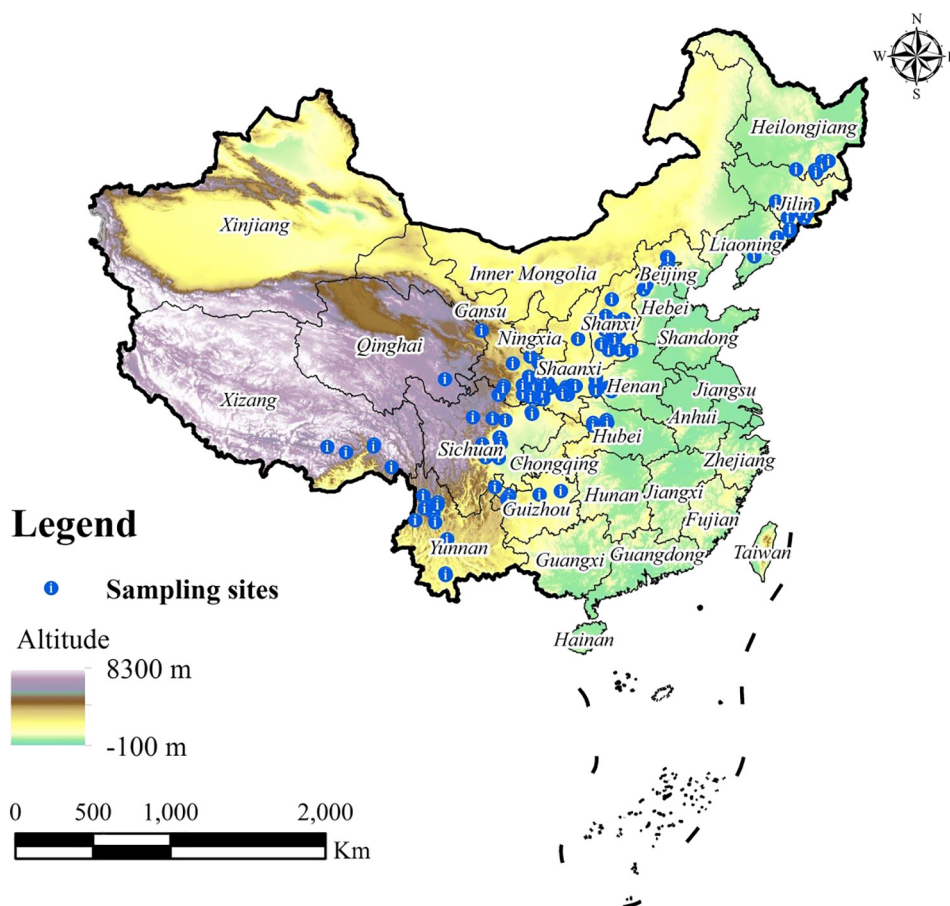 N
W
S
Heilongjiang
Jilin
Liaoning
Xinjiang
Inner Mongolia
Beijing
Hebei
Gansu
Shanxi
Ningxia
Shandong
Qinghai
Shaanxi
Henan
Jiangsu
Xizang
Anhui
Hubei
Sichuan
Chongqing
Zhejiang
Hunan
Jiangxi
Guizhou
Fujian
Yunnan
Guangxi
Guangdong
Taiwan
Hainan
Legend
Sampling sites
Altitude
8300 m
-100 m
0 500 1,000 2,000
Km